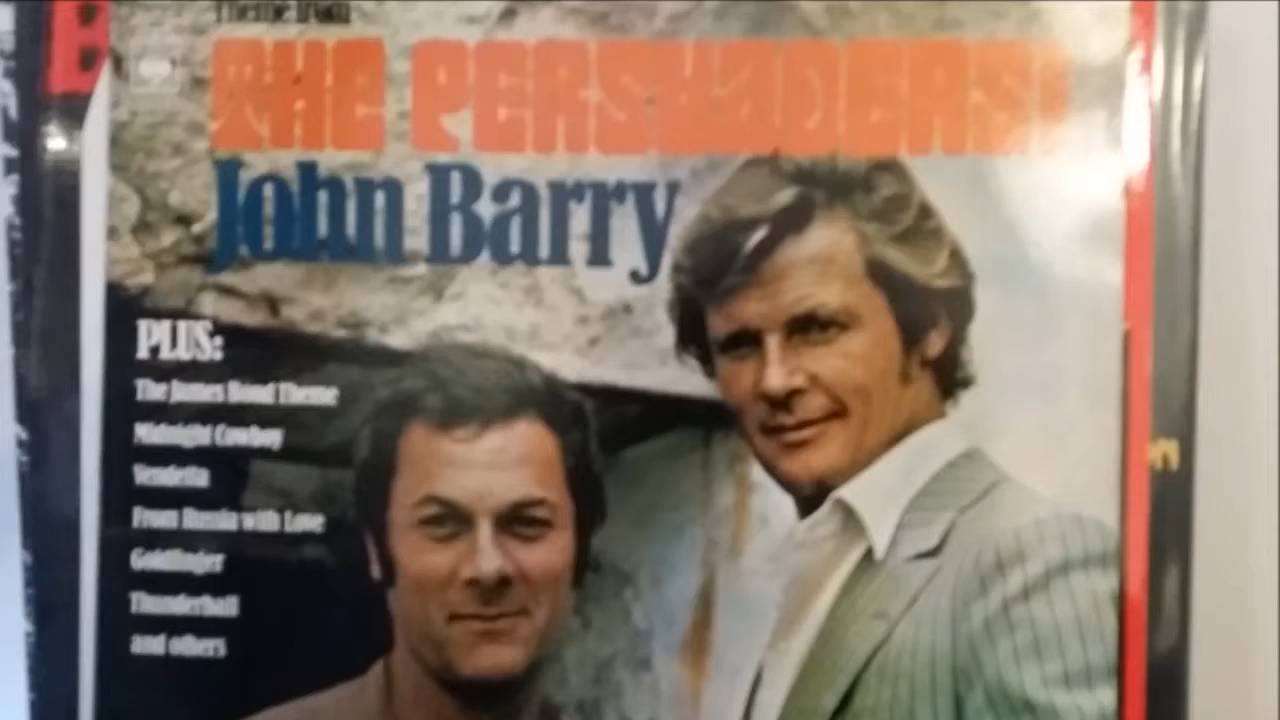 Theme from
THE PERSUADERS!
John Barry
PLUS:
The James Bond Theme
Midnight Cowboy
Vendetta
From Russia with Love
Goldfinger
Thunderball
and others